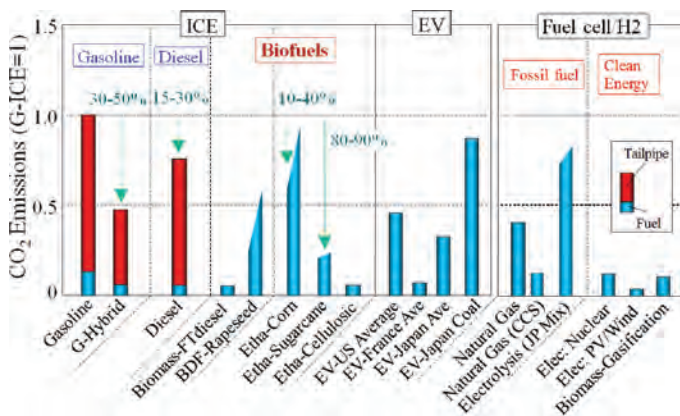 ICE
EV
Fuel cell/H2
Gasoline
Diesel
Biofuels
Fossil fuel
Clean
Energy
30-50%
15-30%
10-40%
80-90%
CO₂ Emissions (G-ICE=1)
1.5
1.0
0.5
0
Tailpipe
Fuel
Gasoline
G-Hybrid
Diesel
Biomass-FTdiesel
BDF-Rapeseed
Etha-Corn
Etha-Sugarcane
Etha-Cellulosic
EV-US Average
EV-France Ave
EV-Japan Ave
EV-Japan Coal
Natural Gas
Natural Gas (CCS)
Electrolysis (JP Mix)
Elec: Nuclear
Elec: PV/Wind
Biomass-Gasification